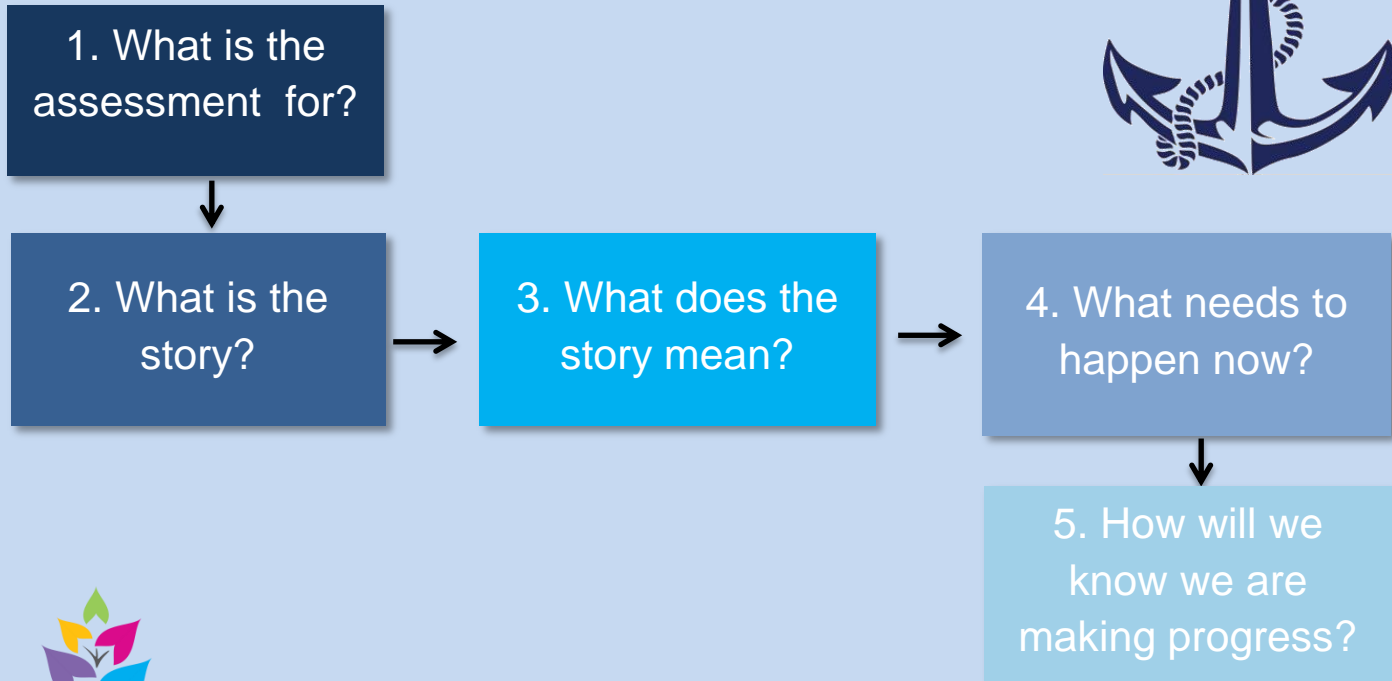 1. What is the
assessment  for?
2. What is the
story?
3. What does the
story mean?
4. What needs to
happen now?
5. How will we
know we are
making progress?